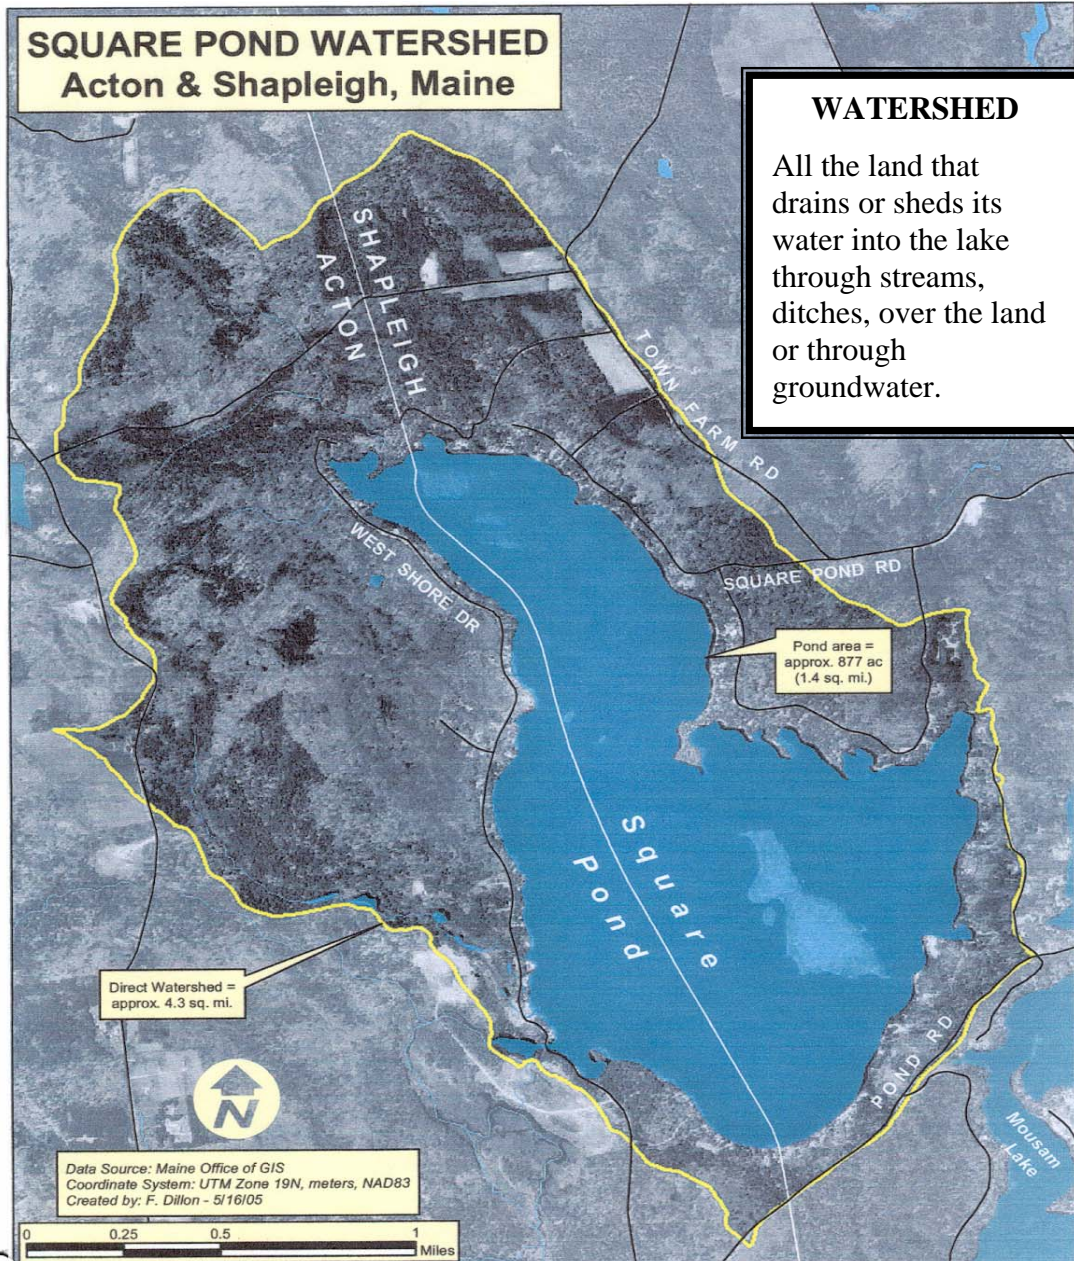 SQUARE POND WATERSHED
Acton & Shapleigh, Maine
WATERSHED
All the land that
drains or sheds its
water into the lake
through streams,
ditches, over the land
or through
groundwater.
SHAPLEIGH
ACTON
TOWN FARM RD
WEST SHORE DR
SQUARE POND RD
Pond area =
approx. 877 ac
(1.4 sq. mi.)
Square
Pond
Direct Watershed =
approx. 4.3 sq. mi.
POND RD
Mousam
Lake
N
Data Source: Maine Office of GIS
Coordinate System: UTM Zone 19N, meters, NAD83
Created by: F. Dillon - 5/16/05
0 0.25 0.5 1
Miles